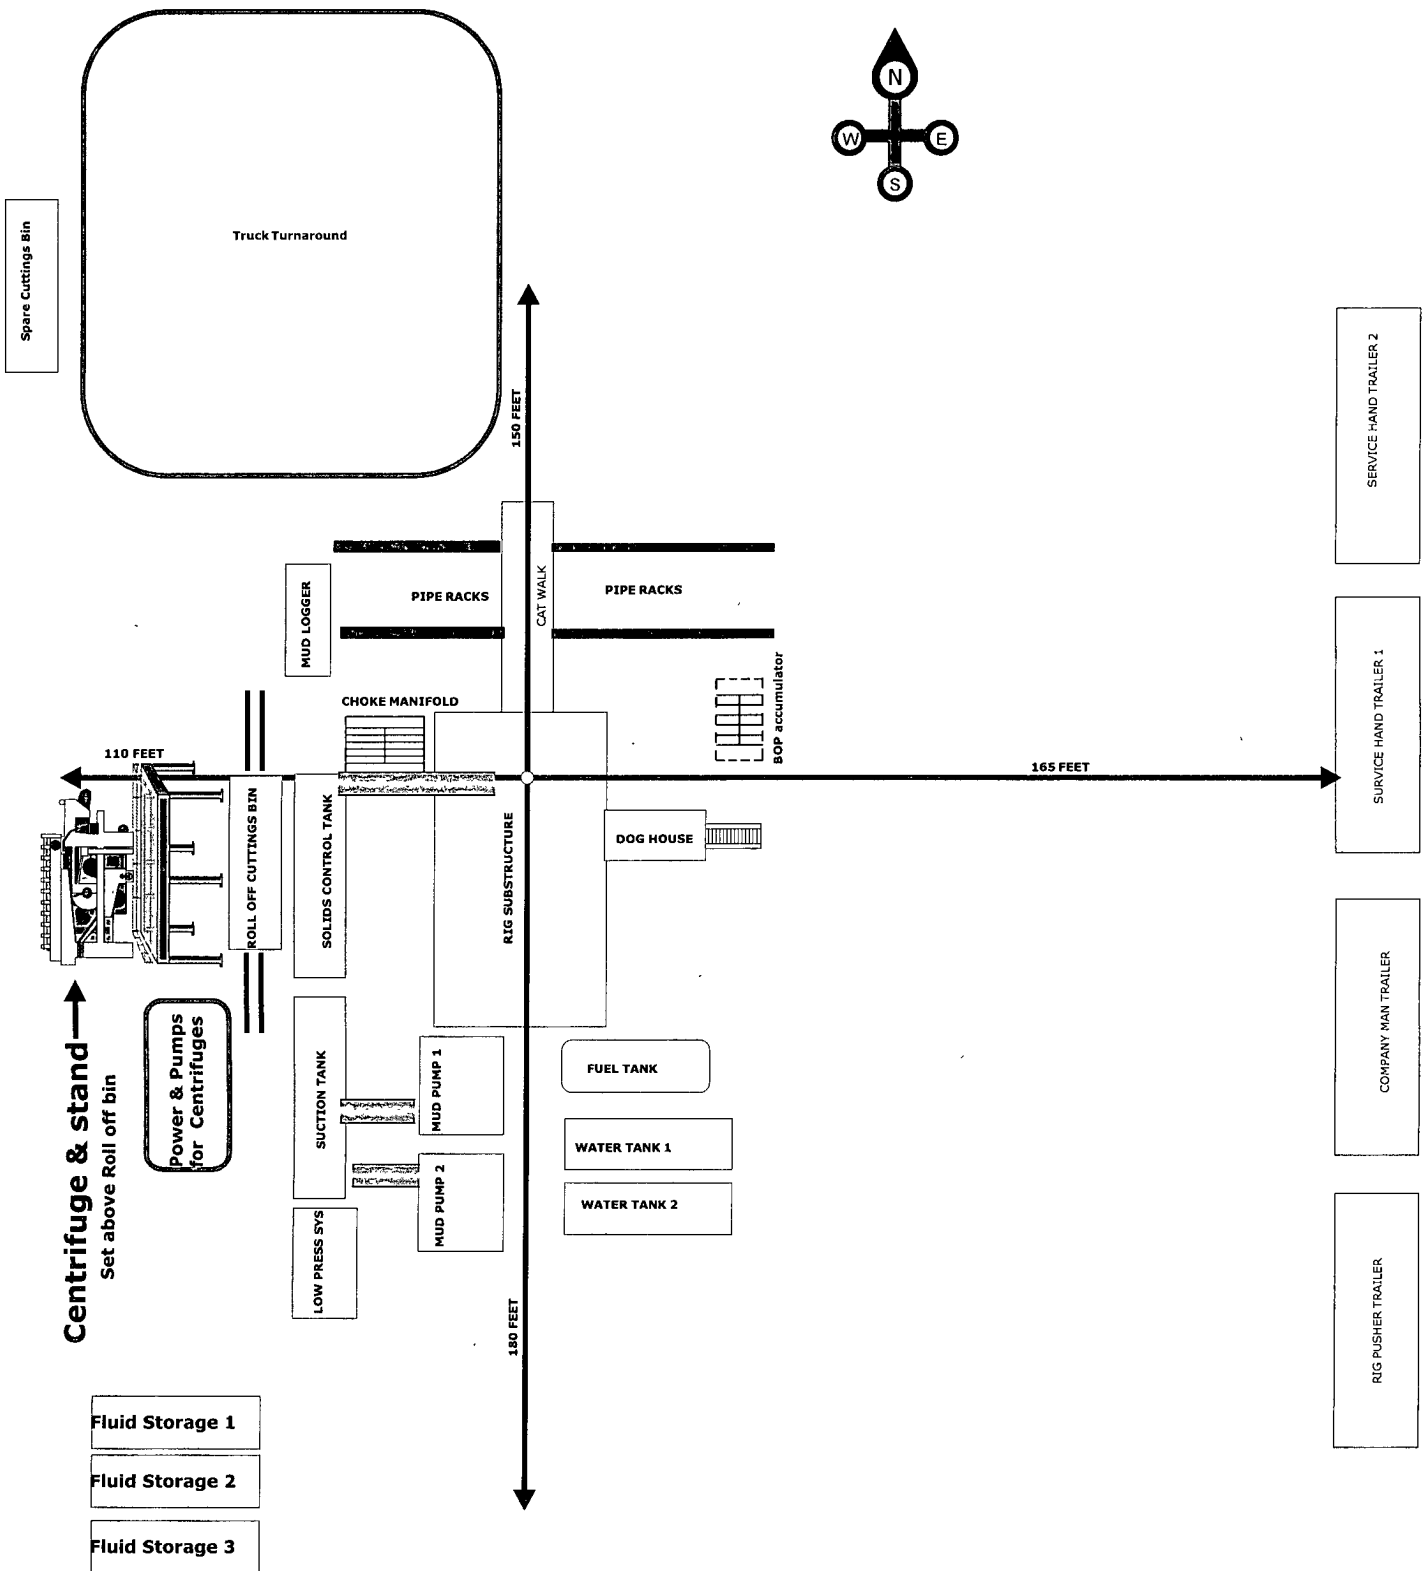 N
W
E
S
Truck Turnaround
Spare Cuttings Bin
150 FEET
SERVICE HAND TRAILER 2
MUD LOGGER
PIPE RACKS
CAT WALK
PIPE RACKS
CHOKE MANIFOLD
BOP accumulator
SURVICE HAND TRAILER 1
110 FEET
165 FEET
ROLL OFF CUTTINGS BIN
SOLIDS CONTROL TANK
RIG SUBSTRUCTURE
DOG HOUSE
COMPANY MAN TRAILER
Centrifuge & stand
Set above Roll off bin
Power & Pumps
for Centrifuges
SUCTION TANK
MUD PUMP 1
FUEL TANK
WATER TANK 1
MUD PUMP 2
WATER TANK 2
LOW PRESS SYS
RIG PUSHER TRAILER
180 FEET
Fluid Storage 1
Fluid Storage 2
Fluid Storage 3